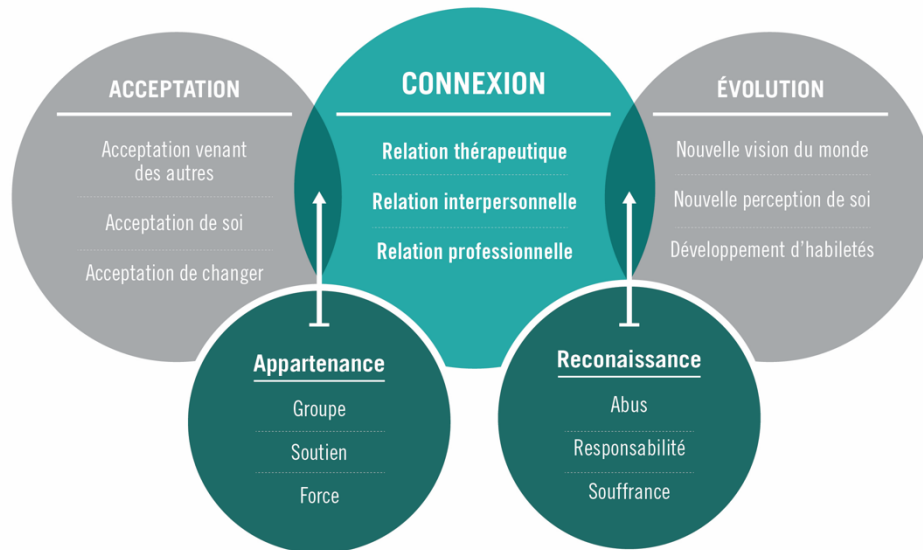 ACCEPTATION
Acceptation venant
des autres
Acceptation de soi
Acceptation de changer
CONNEXION
Relation thérapeutique
Relation interpersonnelle
Relation professionnelle
ÉVOLUTION
Nouvelle vision du monde
Nouvelle perception de soi
Développement d'habiletés
Appartenance
Groupe
Soutien
Force
Reconaissance
Abus
Responsabilité
Souffrance